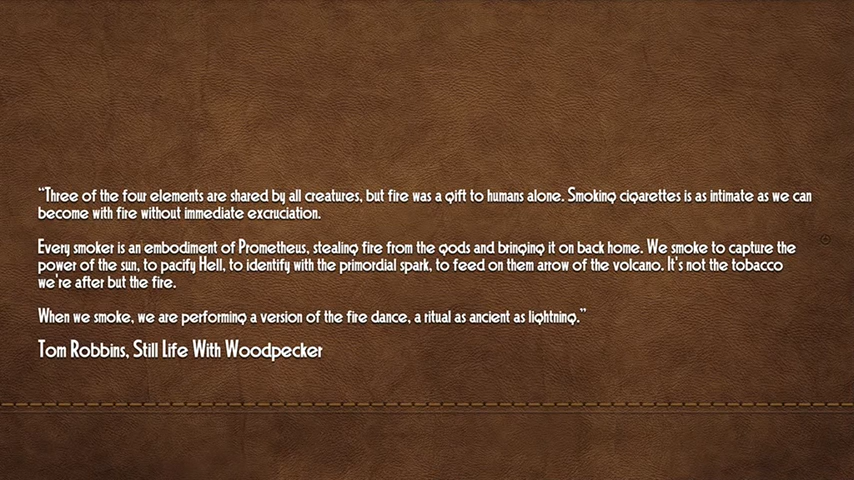 “Three of the four elements are shared by all creatures, but fire was a gift to humans alone. Smoking cigarettes is as intimate as we can
become with fire without immediate excruciation.
Every smoker is an embodiment of Prometheus, stealing fire from the gods and bringing it on back home. We smoke to capture the
power of the sun, to pacify Hell, to identify with the primordial spark, to feed on them arrow of the volcano. It's not the tobacco
we're after but the fire.
When we smoke, we are performing a version of the fire dance, a ritual as ancient as lightning.”
Tom Robbins, Still Life With Woodpecker